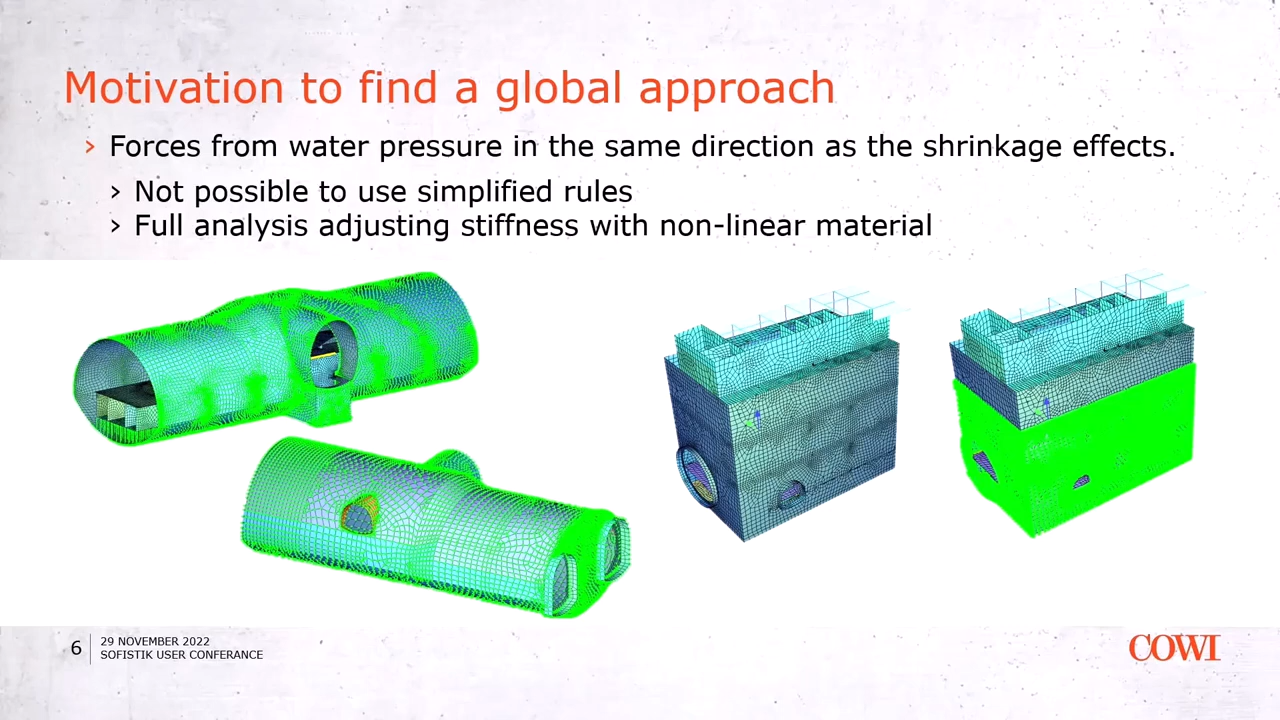 Motivation to find a global approach
› Forces from water pressure in the same direction as the shrinkage effects.
› Not possible to use simplified rules
› Full analysis adjusting stiffness with non-linear material
6
29 NOVEMBER 2022
SOFISTIK USER CONFERANCE
COWI